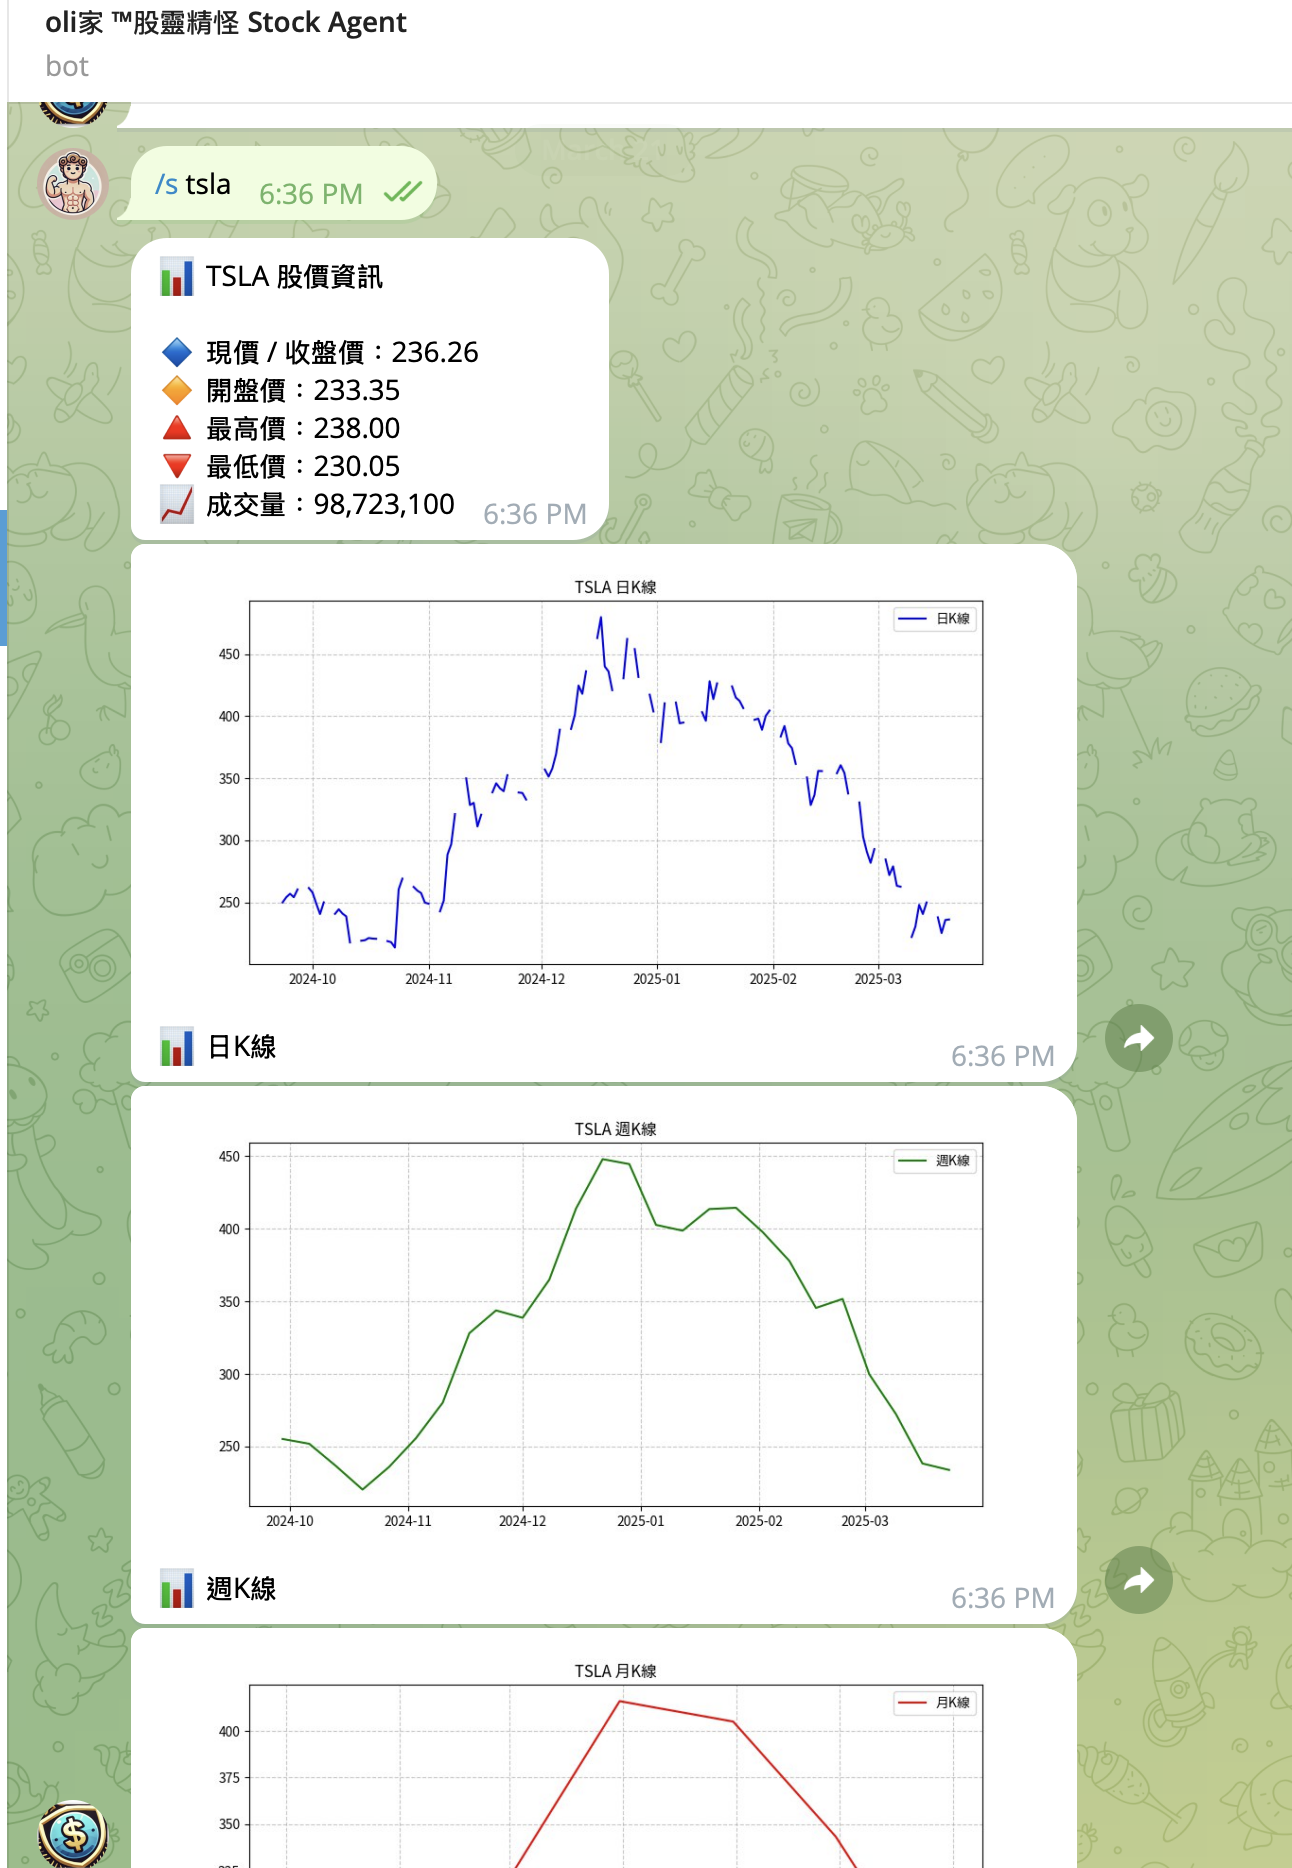 oli家 ™股靈精怪 Stock Agent
bot
/s tsla 6:36 PM
TSLA 股價資訊
現價 / 收盤價：236.26
開盤價：233.35
最高價：238.00
最低價：230.05
成交量：98,723,100 6:36 PM
TSLA 日K線
日K線
450
400
350
300
250
2024-10 2024-11 2024-12 2025-01 2025-02 2025-03
日K線 6:36 PM
TSLA 週K線
週K線
450
400
350
300
250
2024-10 2024-11 2024-12 2025-01 2025-02 2025-03
週K線 6:36 PM
TSLA 月K線
月K線
400
375
350